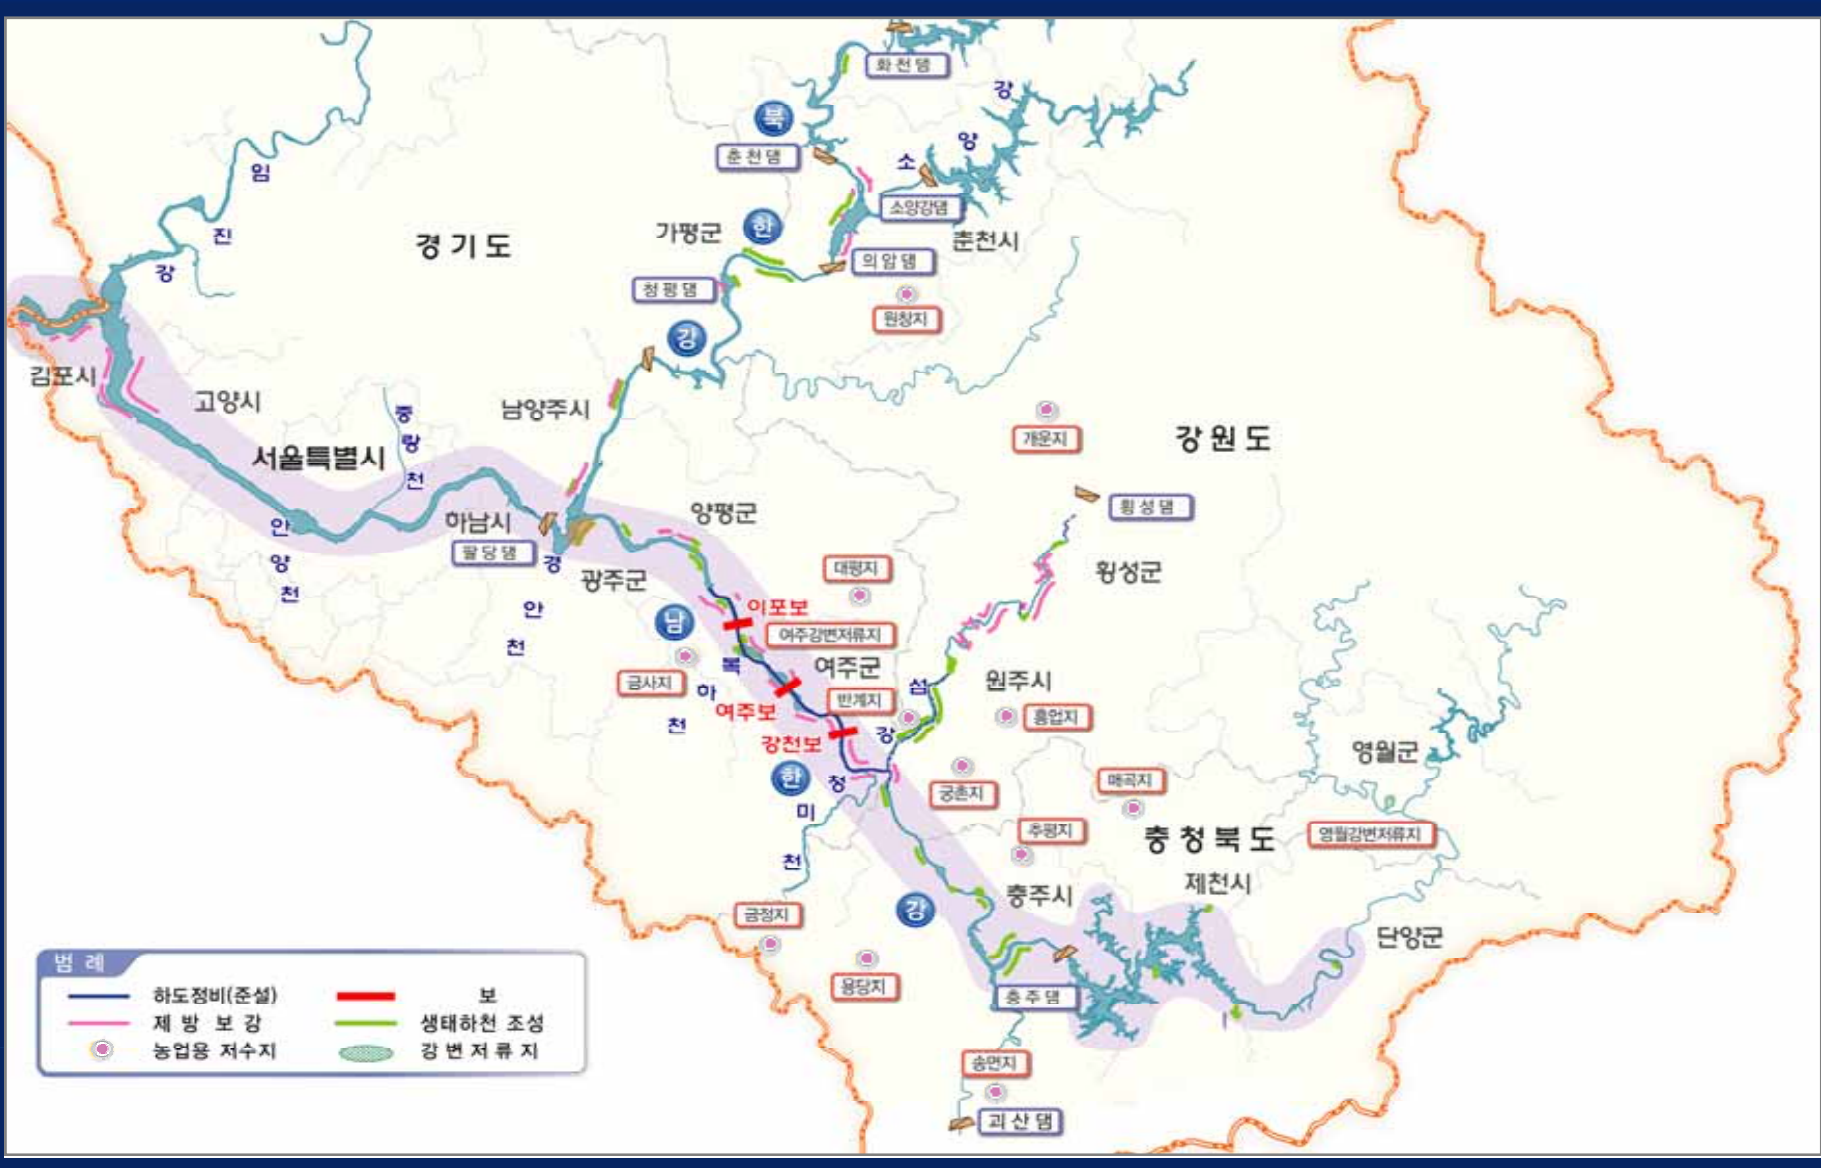 화천댐
강
북
양
춘천댐
소
임
소양강댐
한
가평군
진
춘천시
경기도
의암댐
강
청평댐
원창지
강
김포시
고양시
남양주시
중
랑
천
개운지
강원도
서울특별시
횡성댐
양평군
하남시
안
팔당댐
양
천
경
안
천
광주군
대평지
횡성군
이포보
남
여주강변저류지
복
하
천
금사지
여주군
원주시
섬
반계지
여주보
흥업지
강천보
강
영월군
한
청
미
천
궁촌지
매곡지
추평지
충청북도
영월강변저류지
제천시
충주시
강
금정지
단양군
용당지
충주댐
송면지
괴산댐
범 례
하도정비(준설)
보
제 방 보 강
생태하천 조성
농업용 저수지
강 변 저 류 지